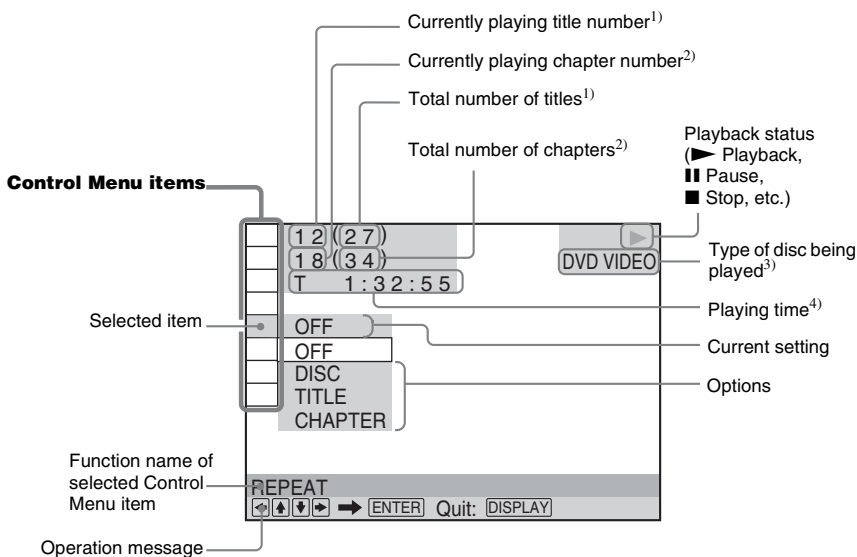 Currently playing title number1)
Currently playing chapter number2)
Total number of titles1)
Total number of chapters2)
Playback status
(► Playback,
II Pause,
■ Stop, etc.)
Control Menu items
12(27)
18(34)
T 1:32:55
►
DVD VIDEO
Type of disc being
played3)
Playing time4)
Selected item
OFF
Current setting
OFF
DISC
TITLE
CHAPTER
Options
Function name of
selected Control
Menu item
REPEAT
←↑↓→ ➡ ENTER Quit: DISPLAY
Operation message